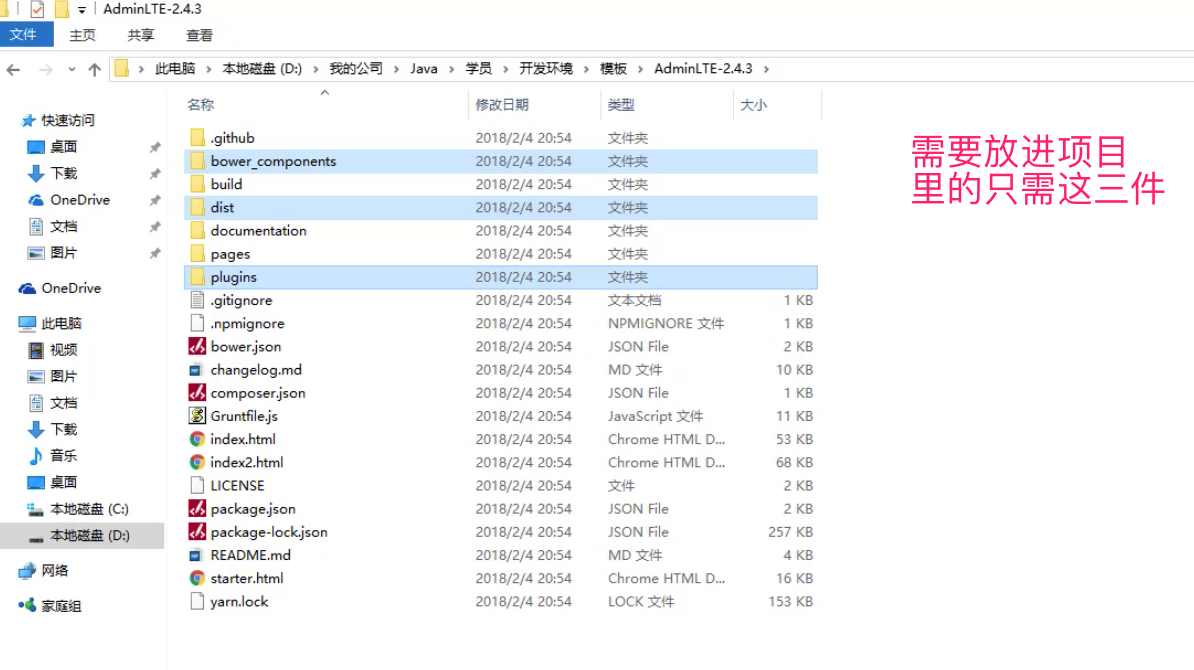 AdminLTE-2.4.3
文件 主页 共享 查看
此电脑 本地磁盘 (D:) 我的公司 Java 学员 开发环境 模板 AdminLTE-2.4.3
名称 修改日期 类型 大小
快速访问
桌面
下载
OneDrive
文档
图片
OneDrive
此电脑
视频
图片
文档
下载
音乐
桌面
本地磁盘 (C:)
本地磁盘 (D:)
网络
家庭组
.github 2018/2/4 20:54 文件夹
bower_components 2018/2/4 20:54 文件夹
build 2018/2/4 20:54 文件夹
dist 2018/2/4 20:54 文件夹
documentation 2018/2/4 20:54 文件夹
pages 2018/2/4 20:54 文件夹
plugins 2018/2/4 20:54 文件夹
.gitignore 2018/2/4 20:54 文本文档 1 KB
.npmignore 2018/2/4 20:54 NPMIGNORE 文件 1 KB
bower.json 2018/2/4 20:54 JSON File 2 KB
changelog.md 2018/2/4 20:54 MD 文件 10 KB
composer.json 2018/2/4 20:54 JSON File 1 KB
Gruntfile.js 2018/2/4 20:54 JavaScript 文件 11 KB
index.html 2018/2/4 20:54 Chrome HTML D... 53 KB
index2.html 2018/2/4 20:54 Chrome HTML D... 68 KB
LICENSE 2018/2/4 20:54 文件 2 KB
package.json 2018/2/4 20:54 JSON File 2 KB
package-lock.json 2018/2/4 20:54 JSON File 257 KB
README.md 2018/2/4 20:54 MD 文件 4 KB
starter.html 2018/2/4 20:54 Chrome HTML D... 16 KB
yarn.lock 2018/2/4 20:54 LOCK 文件 153 KB
需要放进项目
里的只需这三件